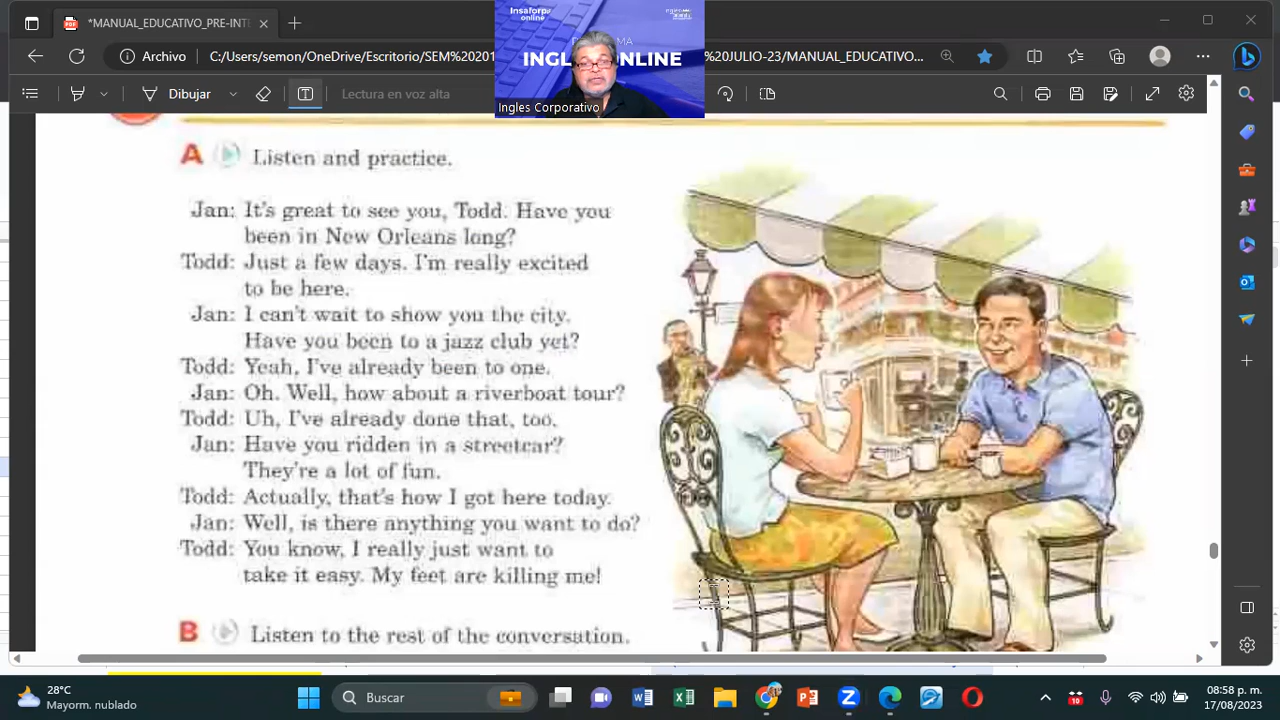 *MANUAL_EDUCATIVO_PRE-INTE
Archivo
C:/Users/semon/OneDrive/Escritorio/SEM%2001
%20JULIO-23/MANUAL_EDUCATIVO...
Dibujar
Lectura en voz alta
Insaforp
online
INGL
ONLINE
Ingles Corporativo
A Listen and practice.
Jan: It's great to see you, Todd. Have you
been in New Orleans long?
Todd: Just a few days. I'm really excited
to be here.
Jan: I can't wait to show you the city.
Have you been to a jazz club yet?
Todd: Yeah, I've already been to one.
Jan: Oh. Well, how about a riverboat tour?
Todd: Uh, I've already done that, too.
Jan: Have you ridden in a streetcar?
They're a lot of fun.
Todd: Actually, that's how I got here today.
Jan: Well, is there anything you want to do?
Todd: You know, I really just want to
take it easy. My feet are killing me!
B Listen to the rest of the conversation.
28°C
Mayorm. nublado
Buscar
10
08:58 p. m.
17/08/2023